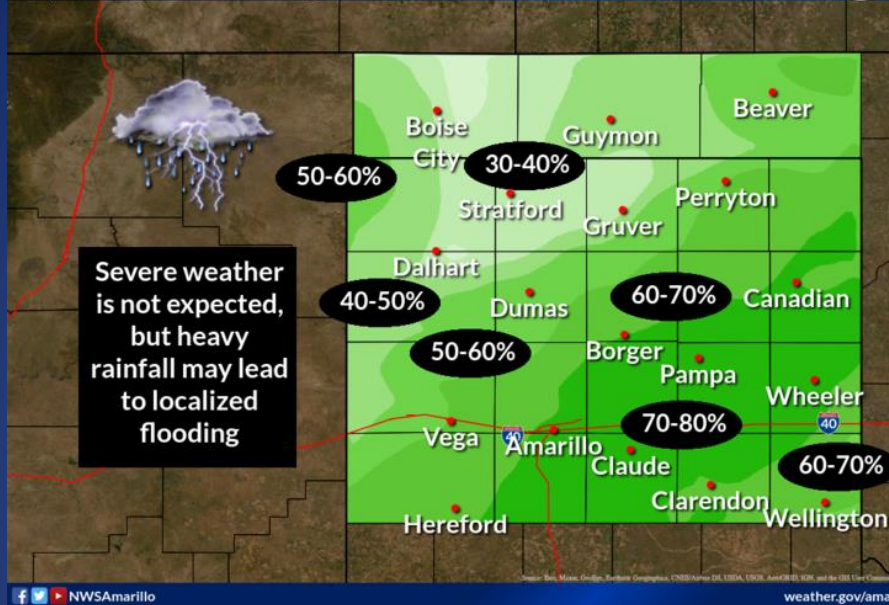 Boise
City
Guymon
Beaver
50-60%
30-40%
Stratford
Gruver
Perryton
Severe weather
is not expected,
but heavy
rainfall may lead
to localized
flooding
Dalhart
40-50%
Dumas
60-70%
Canadian
50-60%
Borger
Pampa
Wheeler
Vega
40
Amarillo
70-80%
40
Claude
60-70%
Clarendon
Wellington
Hereford
NWSAmarillo
weather.gov/ama